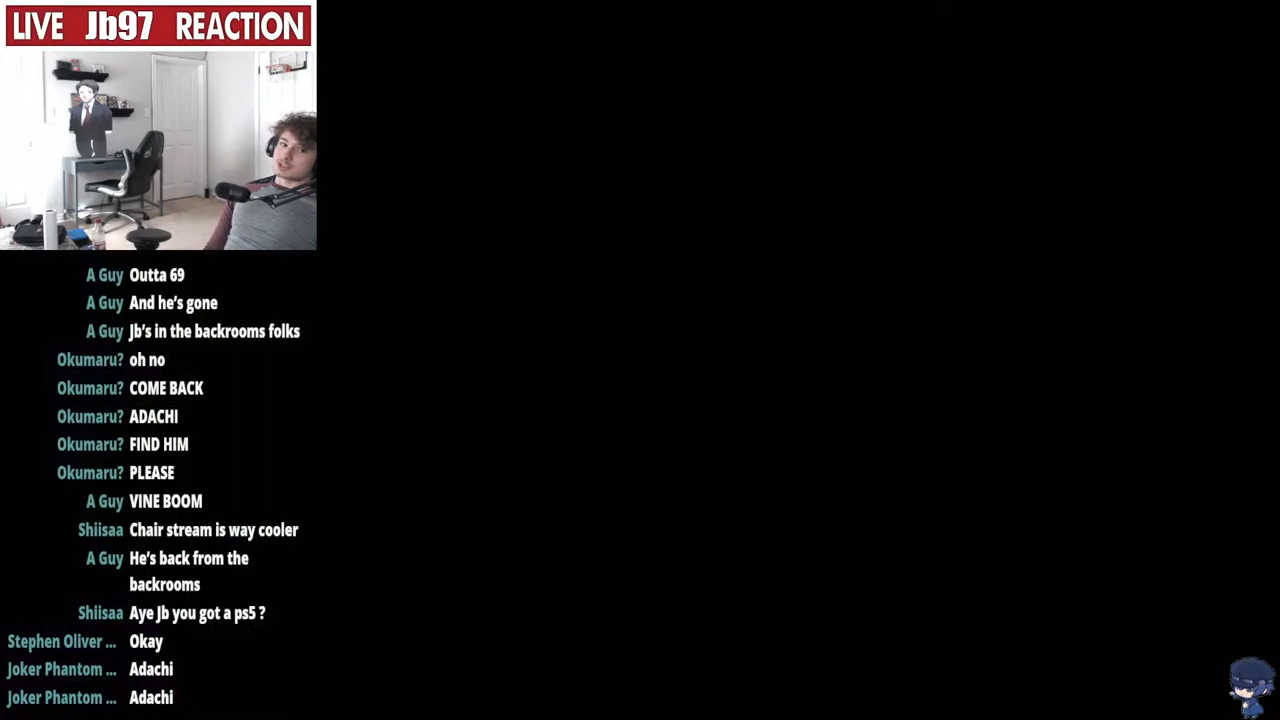 LIVE Jb97 REACTION
A Guy Outta 69
A Guy And he's gone
A Guy Jb's in the backrooms folks
Okumaru? oh no
Okumaru? COME BACK
Okumaru? ADACHI
Okumaru? FIND HIM
Okumaru? PLEASE
A Guy VINE BOOM
Shiisaa Chair stream is way cooler
A Guy He's back from the
backrooms
Shiisaa Aye Jb you got a ps5 ?
Stephen Oliver ... Okay
Joker Phantom ... Adachi
Joker Phantom ... Adachi